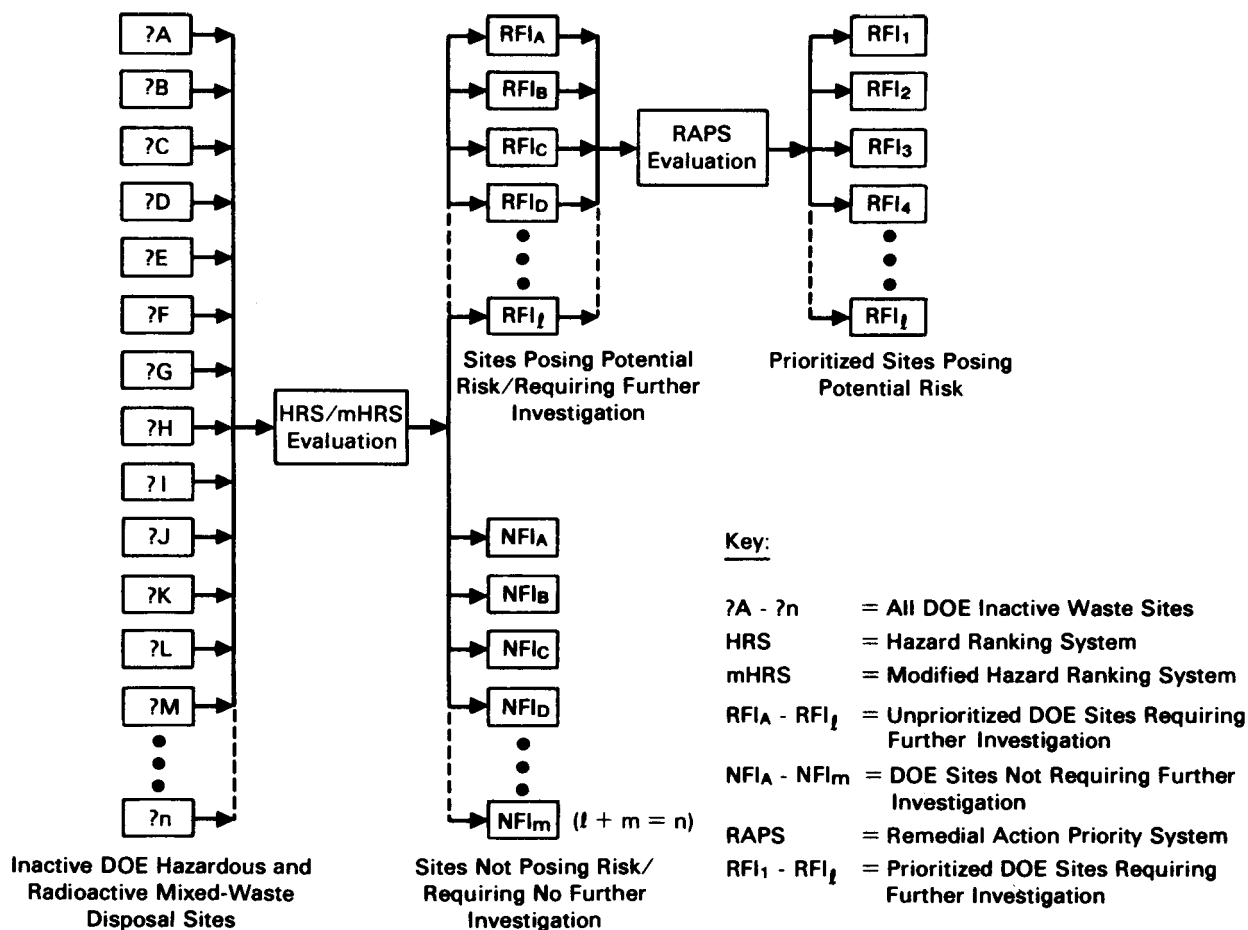 ?A
?B
?C
?D
?E
?F
?G
?H
?I
?J
?K
?L
?M
?n
Inactive DOE Hazardous and
Radioactive Mixed-Waste
Disposal Sites
HRS/mHRS
Evaluation
RFIA
RFIB
RFIC
RFID
RFIℓ
Sites Posing Potential
Risk/Requiring Further
Investigation
NFIA
NFIB
NFIC
NFID
NFIm (ℓ + m = n)
Sites Not Posing Risk/
Requiring No Further
Investigation
RAPS
Evaluation
RFI1
RFI2
RFI3
RFI4
RFIℓ
Prioritized Sites Posing
Potential Risk
Key:
?A - ?n = All DOE Inactive Waste Sites
HRS = Hazard Ranking System
mHRS = Modified Hazard Ranking System
RFIA - RFIℓ = Unprioritized DOE Sites Requiring
Further Investigation
NFIA - NFIm = DOE Sites Not Requiring Further
Investigation
RAPS = Remedial Action Priority System
RFI1 - RFIℓ = Prioritized DOE Sites Requiring
Further Investigation